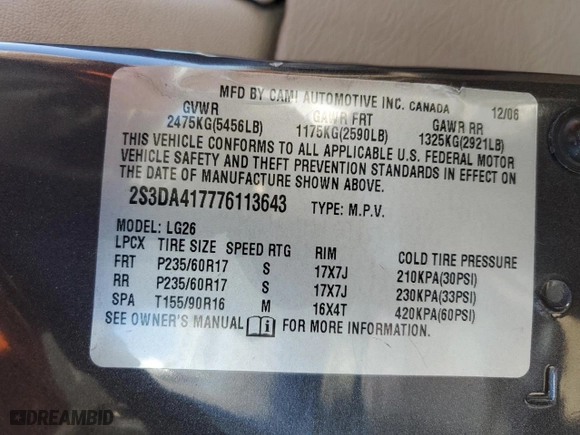 MFD BY CAMI AUTOMOTIVE INC. CANADA 12/06
GVWR GAWR FRT GAWR RR
2475KG(5456LB) 1175KG(2590LB) 1325KG(2921LB)
THIS VEHICLE CONFORMS TO ALL APPLICABLE U.S. FEDERAL MOTOR
VEHICLE SAFETY AND THEFT PREVENTION STANDARDS IN EFFECT ON
THE DATE OF MANUFACTURE SHOWN ABOVE.
2S3DA417776113643 TYPE: M.P.V.
MODEL: LG26
LPCX TIRE SIZE SPEED RTG RIM COLD TIRE PRESSURE
FRT P235/60R17 S 17X7J 210KPA(30PSI)
RR P235/60R17 S 17X7J 230KPA(33PSI)
SPA T155/90R16 M 16X4T 420KPA(60PSI)
SEE OWNER'S MANUAL i FOR MORE INFORMATION.
DREAMBID